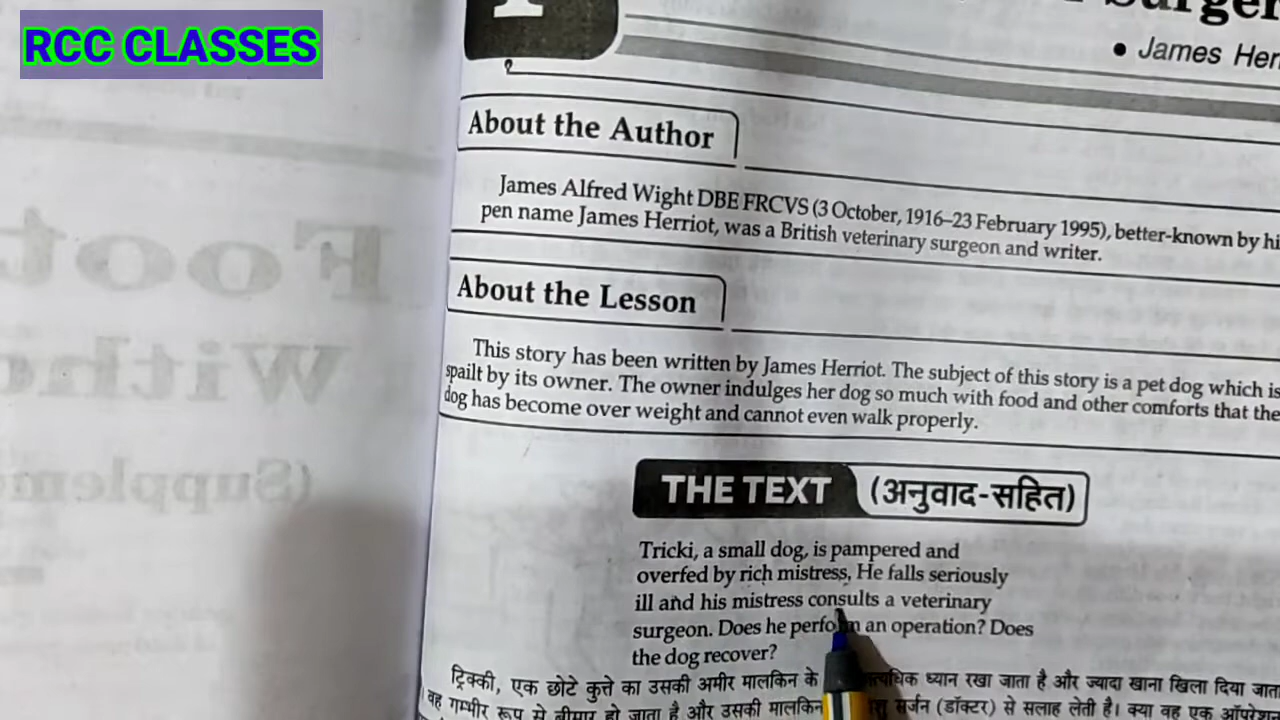 RCC CLASSES
• James Her
About the Author
James Alfred Wight DBE FRCVS (3 October, 1916–23 February 1995), better-known by hi
pen name James Herriot, was a British veterinary surgeon and writer.
About the Lesson
This story has been written by James Herriot. The subject of this story is a pet dog which is
spailt by its owner. The owner indulges her dog so much with food and other comforts that the
dog has become over weight and cannot even walk properly.
THE TEXT (अनुवाद-सहित)
Tricki, a small dog, is pampered and
overfed by rich mistress, He falls seriously
ill and his mistress consults a veterinary
surgeon. Does he perfo m an operation? Does
the dog recover?
ट्रिक्की, एक छोटे कुत्ते का उसकी अमीर मालकिन के ध्यान रखा जाता है और ज्यादा खाना खिला दिया जाता
वह गम्भीर रूप से बीमार हो जाता है और उसकी मालकिन सर्जन (डॉक्टर) से सलाह लेती है। क्या वह एक